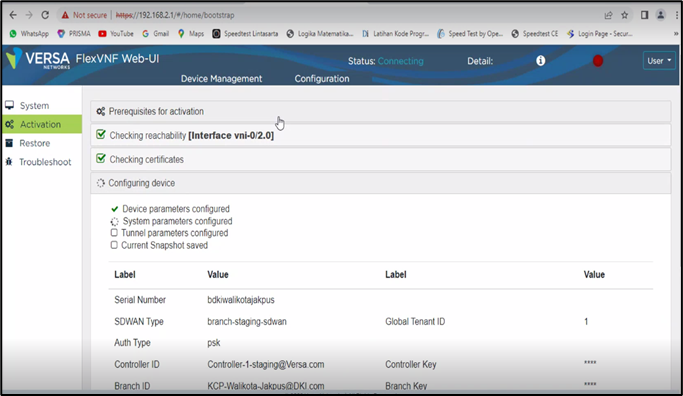 Not secure https://192.168.2.1/#/home/bootstrap
WhatsApp PRISMA YouTube Gmail Maps Speedtest Lintasarta Logika Matematika... Latihan Kode Progr... Speed Test by Ope... Speedtest CE Login Page - Secur...
VERSA NETWORKS FlexVNF Web-UI Status: Connecting Detail: User
Device Management Configuration
System
Activation
Restore
Troubleshoot
Prerequisites for activation
Checking reachability [Interface vni-0/2.0]
Checking certificates
Configuring device
Device parameters configured
System parameters configured
Tunnel parameters configured
Current Snapshot saved
Label Value Label Value
Serial Number bdkiwalikotajakpus
SDWAN Type branch-staging-sdwan Global Tenant ID 1
Auth Type psk
Controller ID Controller-1-staging@Versa.com Controller Key ****
Branch ID KCP-Walikota-Jakpus@DKI.com Branch Key ****